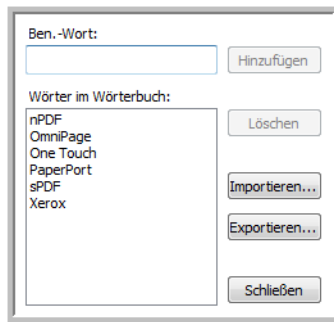 Ben.-Wort:
Hinzufügen
Wörter im Wörterbuch:
nPDF
OmniPage
One Touch
PaperPort
sPDF
Xerox
Löschen
Importieren...
Exportieren...
Schließen